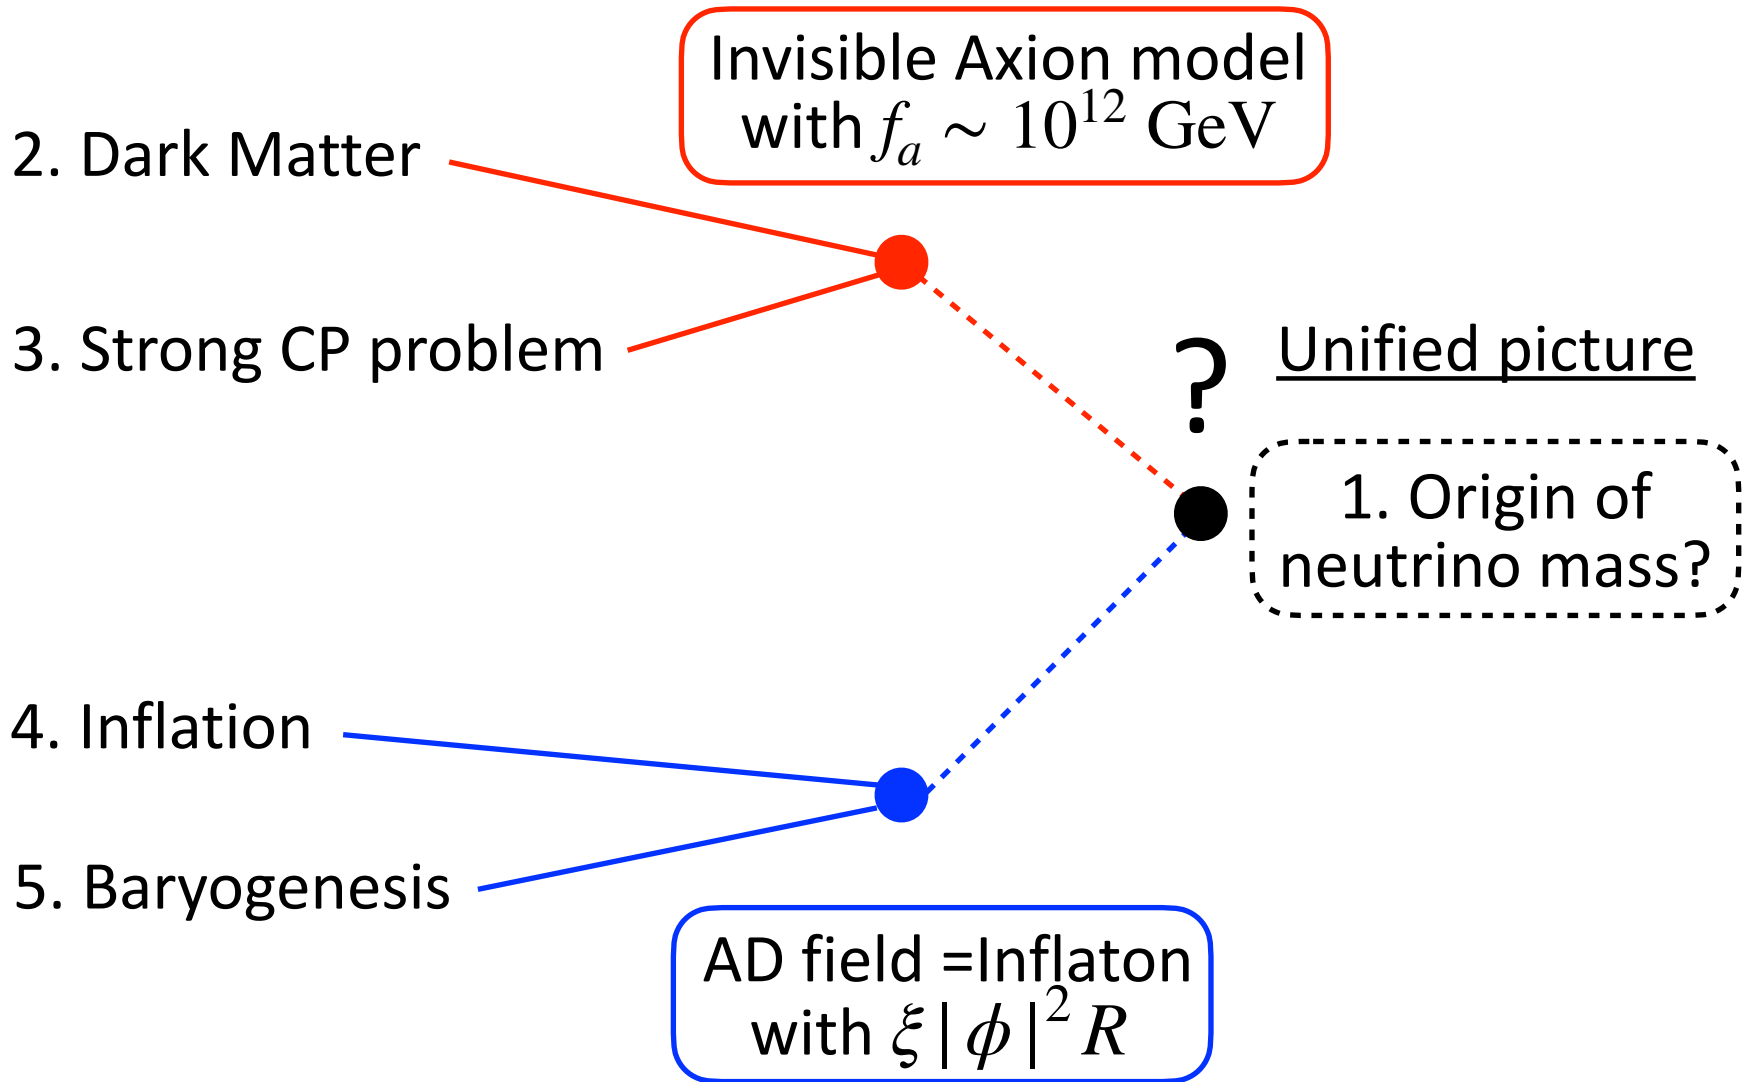 Invisible Axion model
with f_a ∼ 10^12 GeV
2. Dark Matter
3. Strong CP problem
?
Unified picture
1. Origin of
neutrino mass?
4. Inflation
5. Baryogenesis
AD field =Inflaton
with ξ|ϕ|^2 R